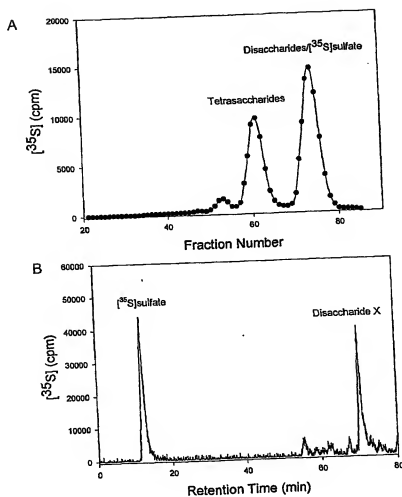 A
20000
15000
10000
5000
0
[35S] (cpm)
Disaccharides/[35S]sulfate
Tetrasaccharides
20 40 60 80
Fraction Number
B
60000
50000
40000
30000
20000
10000
0
[35S] (cpm)
[35S]sulfate
Disaccharide X
0 20 40 60 80
Retention Time (min)